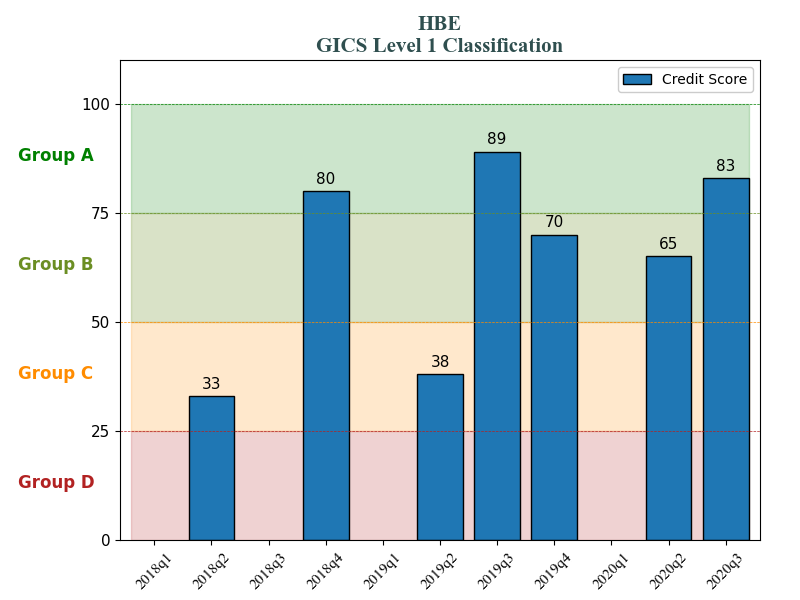 HBE
GICS Level 1 Classification
Credit Score
100
Group A
89
83
80
75
70
Group B
65
50
38
Group C
33
25
Group D
0
2018q1 2018q2 2018q3 2018q4 2019q1 2019q2 2019q3 2019q4 2020q1 2020q2 2020q3